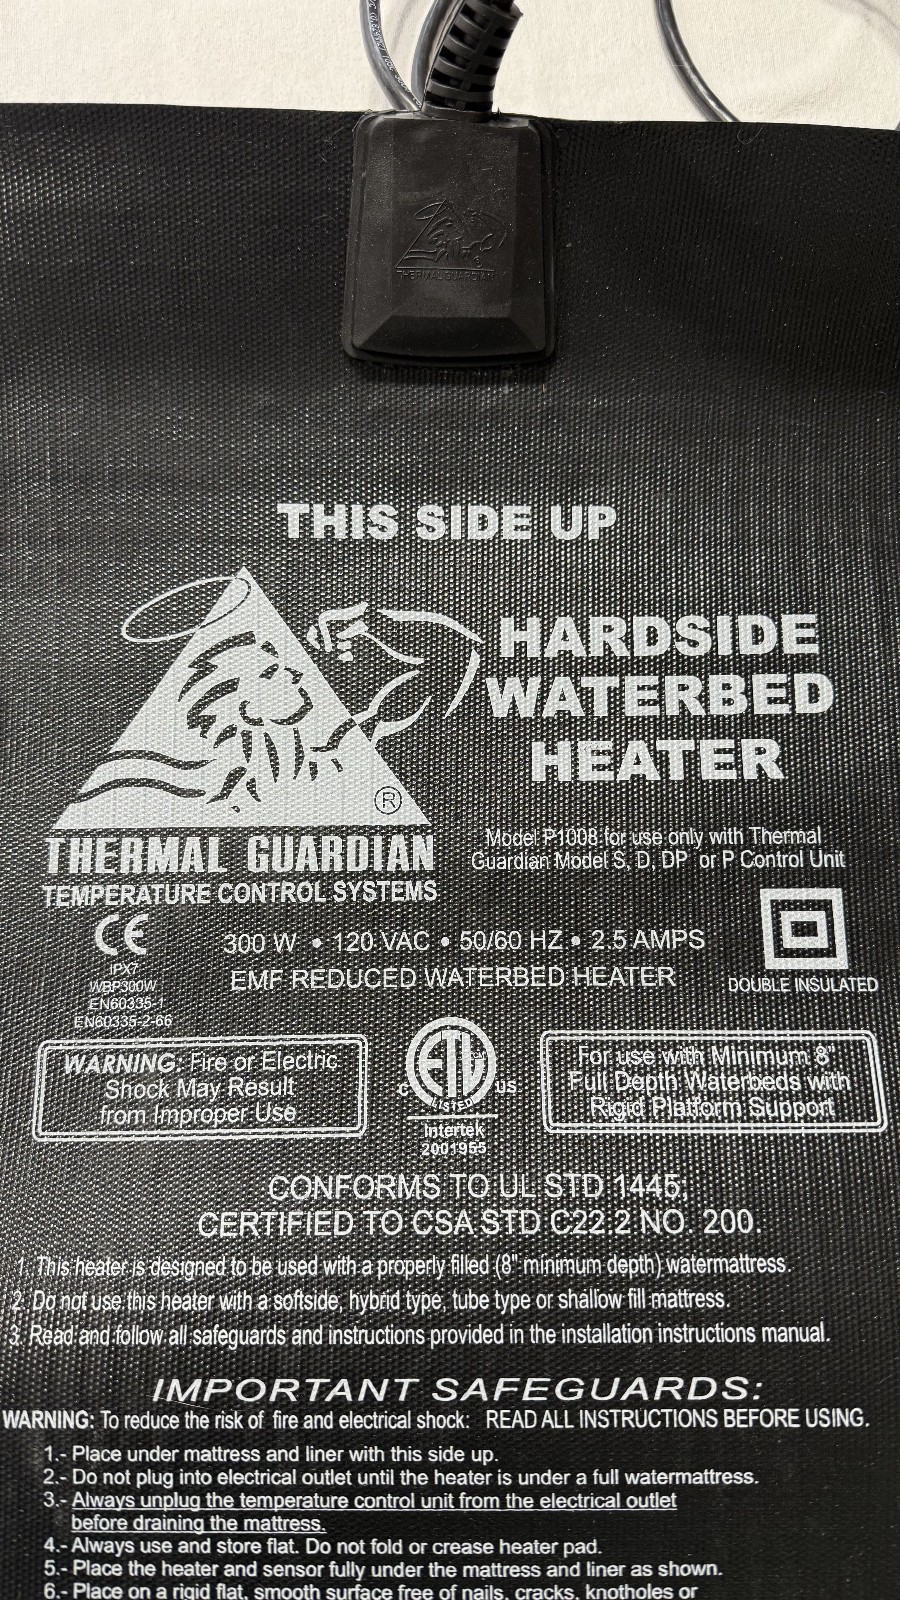 THERMAL GUARDIAN
THIS SIDE UP
HARDSIDE
WATERBED
HEATER
®
THERMAL GUARDIAN
TEMPERATURE CONTROL SYSTEMS
Model P1008 for use only with Thermal
Guardian Model S, D, DP or P Control Unit
CE
IPX7
WBP300W
EN60335-1
EN60335-2-66
300 W • 120 VAC • 50/60 HZ • 2.5 AMPS
EMF REDUCED WATERBED HEATER
DOUBLE INSULATED
WARNING: Fire or Electric
Shock May Result
from Improper Use
C ETL US
LISTED
Intertek
2001955
For use with Minimum 8"
Full Depth Waterbeds with
Rigid Platform Support
CONFORMS TO UL STD 1445;
CERTIFIED TO CSA STD C22.2 NO. 200.
1. This heater is designed to be used with a properly filled (8" minimum depth) watermattress.
2. Do not use this heater with a softside, hybrid type, tube type or shallow fill mattress.
3. Read and follow all safeguards and instructions provided in the installation instructions manual.
IMPORTANT SAFEGUARDS:
WARNING: To reduce the risk of fire and electrical shock: READ ALL INSTRUCTIONS BEFORE USING.
1.- Place under mattress and liner with this side up.
2.- Do not plug into electrical outlet until the heater is under a full watermattress.
3.- Always unplug the temperature control unit from the electrical outlet
before draining the mattress.
4.- Always use and store flat. Do not fold or crease heater pad.
5.- Place the heater and sensor fully under the mattress and liner as shown.
6.- Place on a rigid flat, smooth surface free of nails, cracks, knotholes or